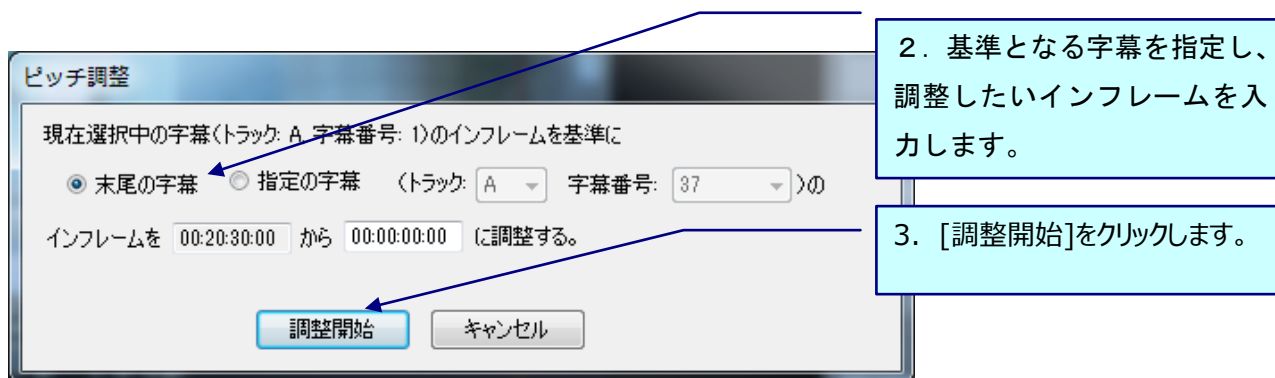 ピッチ調整
現在選択中の字幕(トラック: A 字幕番号: 1)のインフレームを基準に
末尾の字幕 指定の字幕 (トラック: A 字幕番号: 37 )の
インフレームを 00:20:30:00 から 00:00:00:00 に調整する。
調整開始 キャンセル
２．基準となる字幕を指定し、
調整したいインフレームを入
力します。
3．[調整開始]をクリックします。